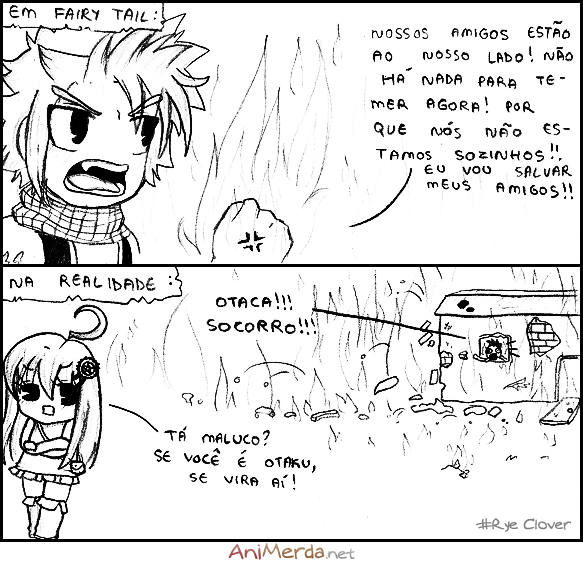 EM FAIRY TAIL:
NOSSOS AMIGOS ESTÃO
AO NOSSO LADO! NÃO
HÁ NADA PARA TE-
MER AGORA! POR
QUE NÓS NÃO ES-
TAMOS SOZINHOS!!
EU VOU SALVAR
MEUS AMIGOS!!
NA REALIDADE:
OTACA!!!
SOCORRO!!!
TÁ MALUCO?
SE VOCÊ É OTAKU,
SE VIRA AÍ!
#Rye Clover
AniMerda.net